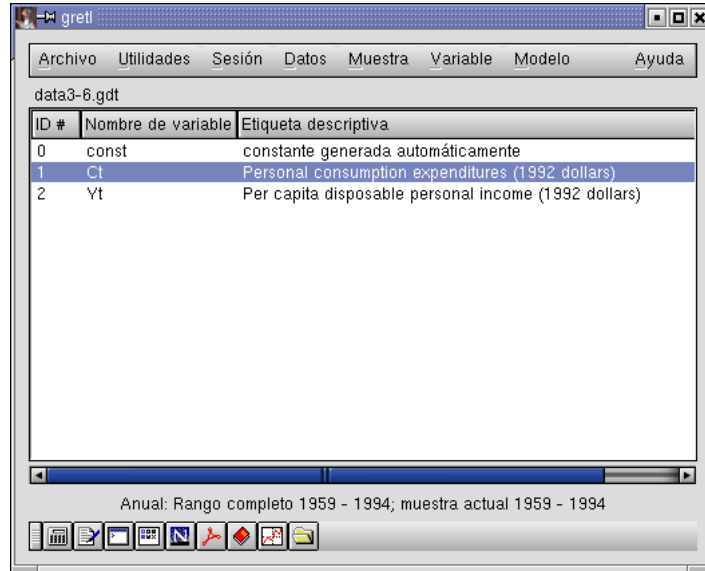 gretl
Archivo Utilidades Sesión Datos Muestra Variable Modelo Ayuda
data3-6.gdt
ID # Nombre de variable Etiqueta descriptiva
0 const constante generada automáticamente
1 Ct Personal consumption expenditures (1992 dollars)
2 Yt Per capita disposable personal income (1992 dollars)
Anual: Rango completo 1959 - 1994; muestra actual 1959 - 1994